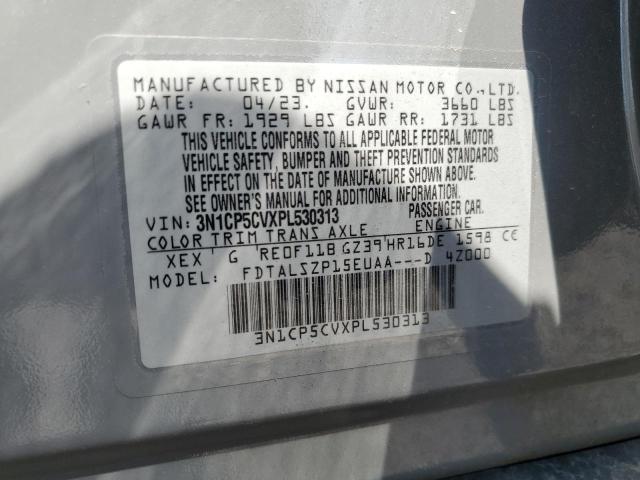 MANUFACTURED BY NISSAN MOTOR CO.,LTD.
DATE: 04/23. GVWR: 3660 LBS
GAWR FR: 1929 LBS GAWR RR: 1731 LBS
THIS VEHICLE CONFORMS TO ALL APPLICABLE FEDERAL MOTOR
VEHICLE SAFETY, BUMPER AND THEFT PREVENTION STANDARDS
IN EFFECT ON THE DATE OF MANUFACTURE SHOWN ABOVE.
SEE OWNER'S MANUAL FOR ADDITIONAL INFORMATION.
VIN: 3N1CP5CVXPL530313 PASSENGER CAR.
COLOR TRIM TRANS AXLE ENGINE
XEX G RE0F11B GZ39 HR16DE 1598 CC
FDTALSZP15EUAA---D 4Z000
3N1CP5CVXPL530313